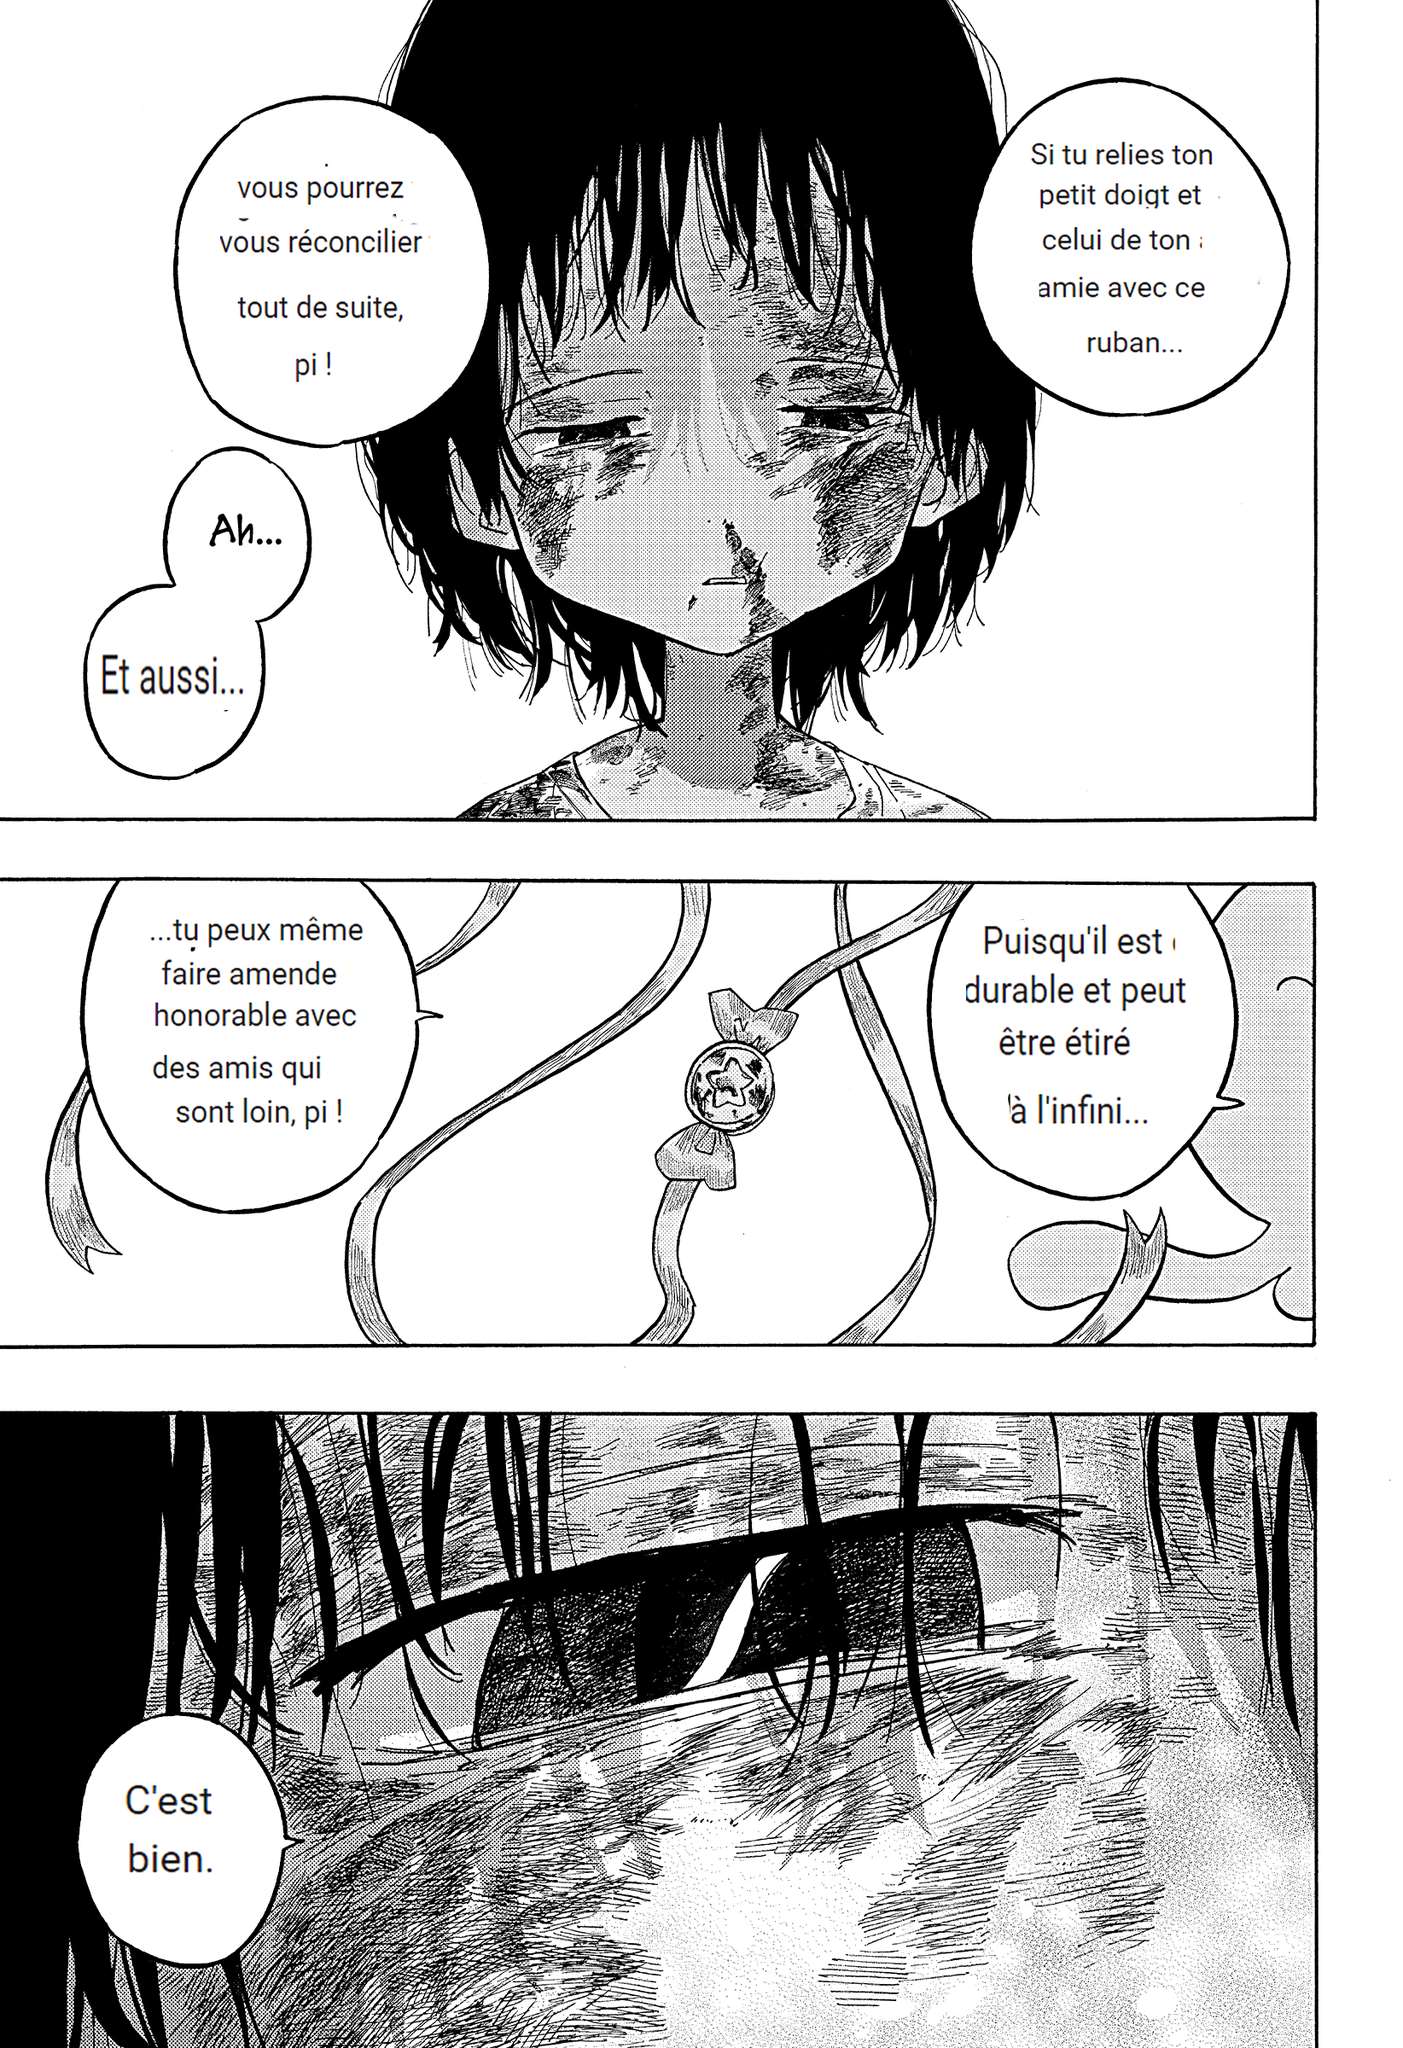 Si tu relies ton
petit doigt et
celui de ton
amie avec ce
ruban...
vous pourrez
vous réconcilier
tout de suite,
pi !
Ah...
Et aussi...
Puisqu'il est
durable et peut
être étiré
à l'infini...
...tu peux même
faire amende
honorable avec
des amis qui
sont loin, pi !
C'est
bien.